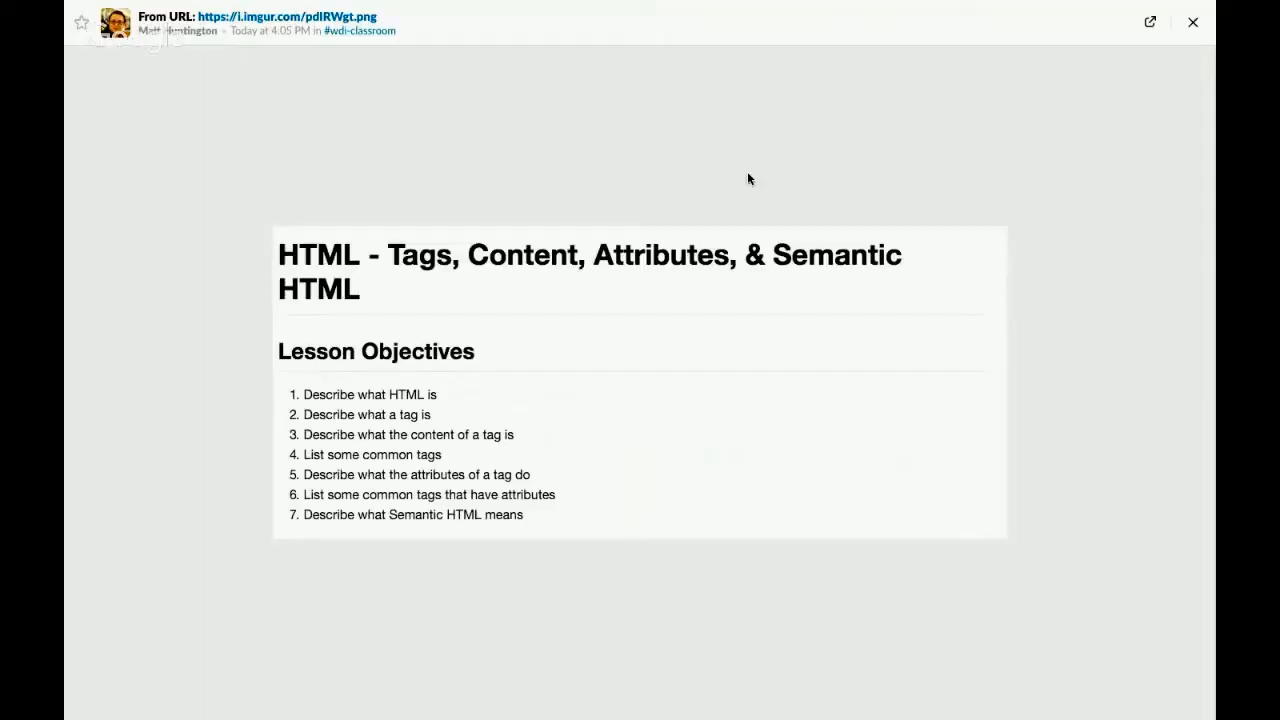 From URL: https://i.imgur.com/pdIRWgt.png
Matt Huntington • Today at 4:05 PM in #wdi-classroom
HTML - Tags, Content, Attributes, & Semantic
HTML
Lesson Objectives
1. Describe what HTML is
2. Describe what a tag is
3. Describe what the content of a tag is
4. List some common tags
5. Describe what the attributes of a tag do
6. List some common tags that have attributes
7. Describe what Semantic HTML means